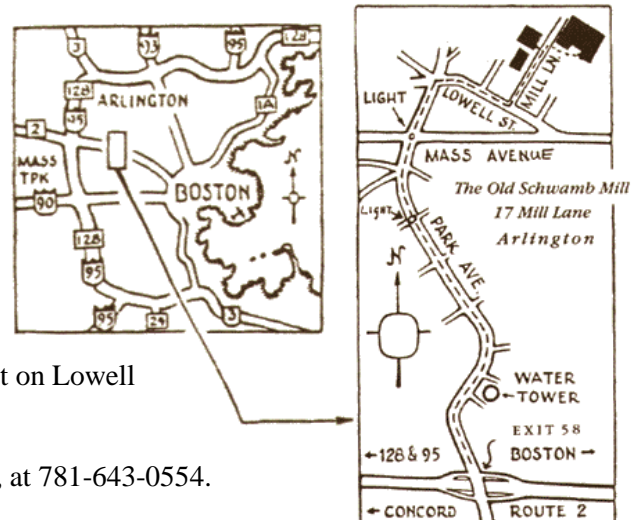 3
93
95
128
128
95
ARLINGTON
1A
2
MASS
TPK
90
BOSTON
N
128
95
95
24
3
t on Lowell
, at 781-643-0554.
MILL LN.
LOWELL ST.
LIGHT
MASS AVENUE
The Old Schwamb Mill
17 Mill Lane
Arlington
LIGHT
PARK AVE
N
WATER
TOWER
EXIT 58
←128 & 95
BOSTON→
←CONCORD
ROUTE 2